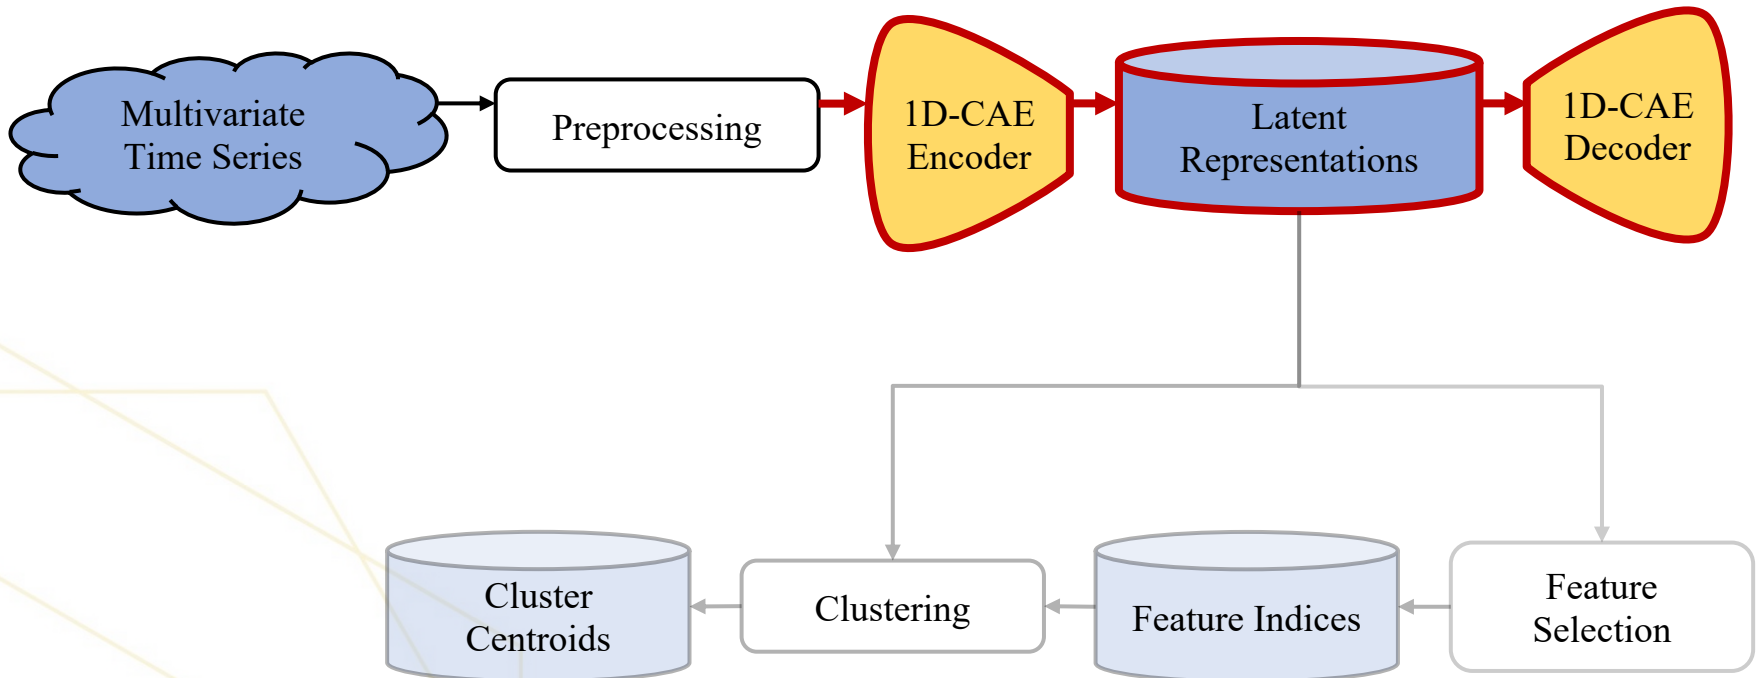 Multivariate
Time Series
Preprocessing
1D-CAE
Encoder
Latent
Representations
1D-CAE
Decoder
Cluster
Centroids
Clustering
Feature Indices
Feature
Selection